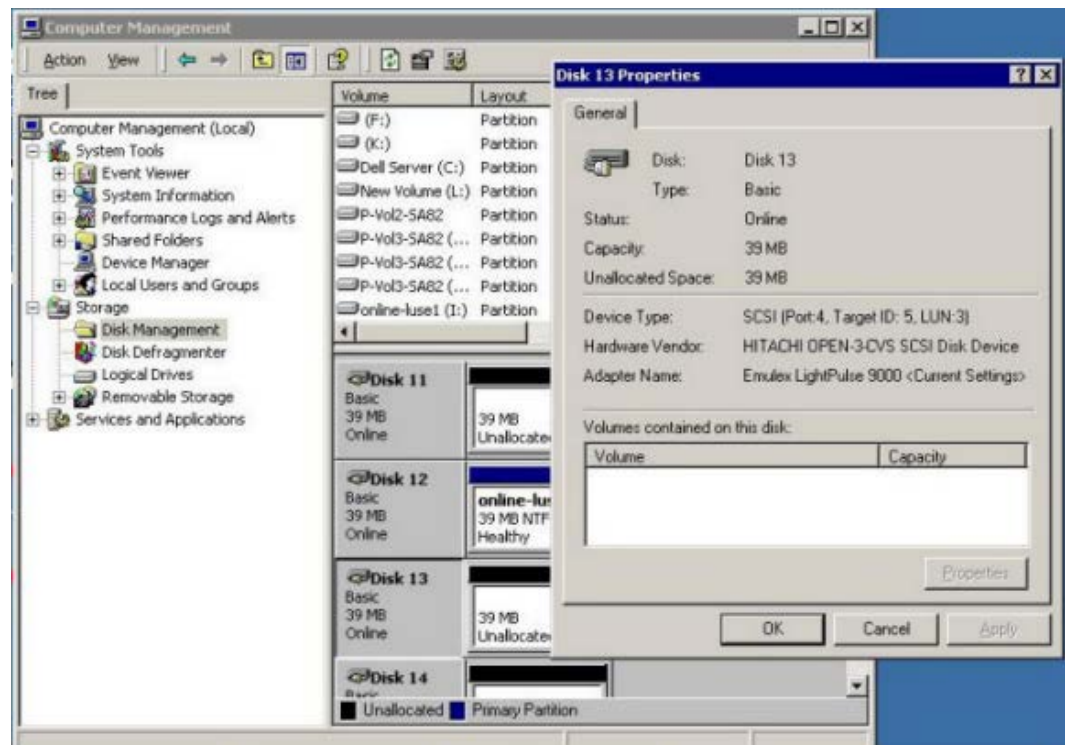 Computer Management
Action View
Tree
Computer Management (Local)
System Tools
Event Viewer
System Information
Performance Logs and Alerts
Shared Folders
Device Manager
Local Users and Groups
Storage
Disk Management
Disk Defragmenter
Logical Drives
Removable Storage
Services and Applications
Volume Layout
(F:) Partition
(K:) Partition
Dell Server (C:) Partition
New Volume (L:) Partition
P-Vol2-SA82 Partition
P-Vol3-SA82 (... Partition
P-Vol3-SA82 (... Partition
P-Vol3-SA82 (... Partition
online-luse1 (I:) Partition
Disk 11
Basic
39 MB
Online
39 MB
Unallocate
Disk 12
Basic
39 MB
Online
online-lu
39 MB NTF
Healthy
Disk 13
Basic
39 MB
Online
39 MB
Unallocate
Disk 14
Basic
Unallocated Primary Partition
Disk 13 Properties
General
Disk: Disk 13
Type: Basic
Status: Online
Capacity: 39 MB
Unallocated Space: 39 MB
Device Type: SCSI (Port:4, Target ID: 5, LUN:3)
Hardware Vendor: HITACHI OPEN-3-CVS SCSI Disk Device
Adapter Name: Emulex LightPulse 9000 <Current Settings>
Volumes contained on this disk:
Volume Capacity
Properties
OK Cancel Apply